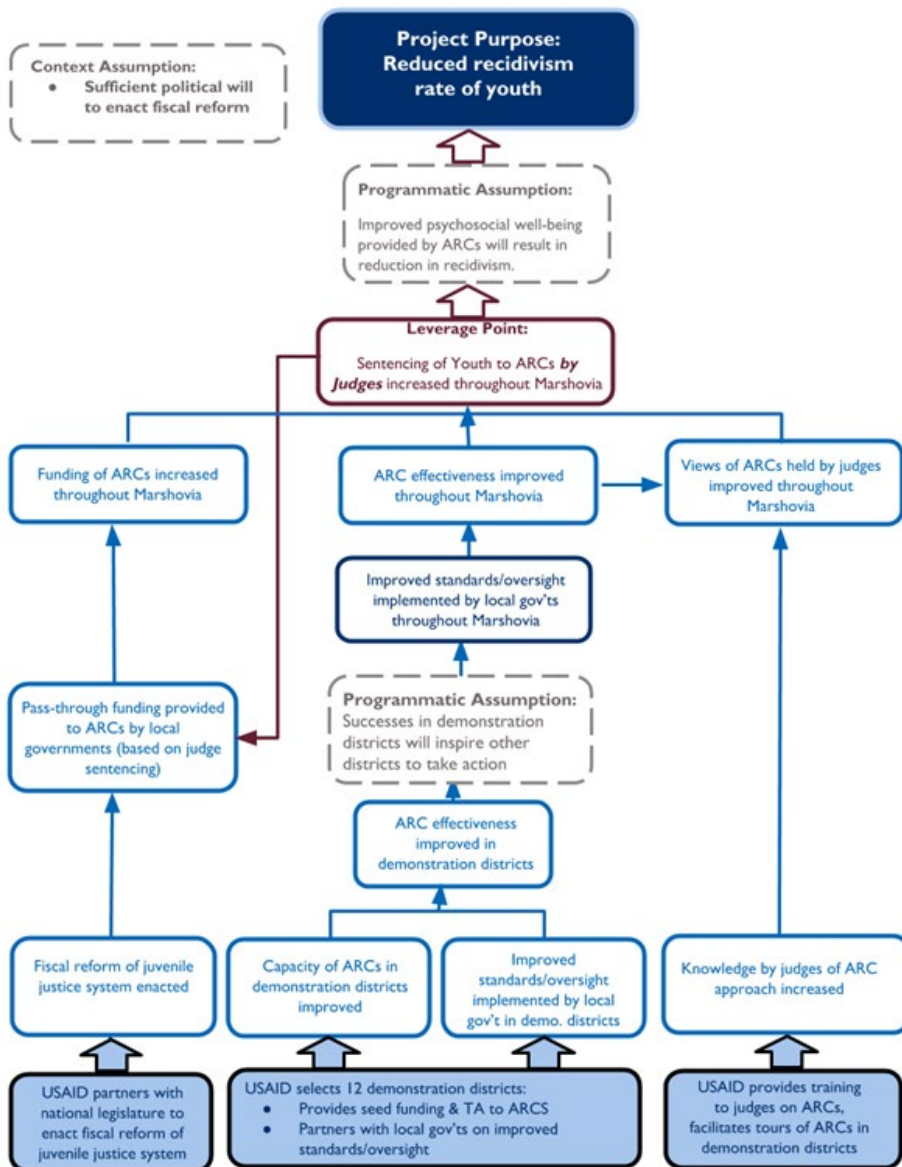 Project Purpose:
Reduced recidivism
rate of youth
Context Assumption:
● Sufficient political will
to enact fiscal reform
Programmatic Assumption:
Improved psychosocial well-being
provided by ARCs will result in
reduction in recidivism.
Leverage Point:
Sentencing of Youth to ARCs by
Judges increased throughout Marshovia
Funding of ARCs increased
throughout Marshovia
ARC effectiveness improved
throughout Marshovia
Views of ARCs held by judges
improved throughout
Marshovia
Improved standards/oversight
implemented by local gov'ts
throughout Marshovia
Pass-through funding provided
to ARCs by local
governments (based on judge
sentencing)
Programmatic Assumption:
Successes in demonstration
districts will inspire other
districts to take action
ARC effectiveness
improved in
demonstration districts
Fiscal reform of juvenile
justice system enacted
Capacity of ARCs in
demonstration districts
improved
Improved
standards/oversight
implemented by local
gov't in demo. districts
Knowledge by judges of ARC
approach increased
USAID partners with
national legislature to
enact fiscal reform of
juvenile justice system
USAID selects 12 demonstration districts:
● Provides seed funding & TA to ARCS
● Partners with local gov'ts on improved
standards/oversight
USAID provides training
to judges on ARCs,
facilitates tours of ARCs in
demonstration districts